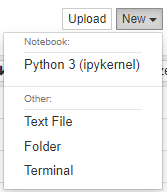 Upload New
Notebook:
Python 3 (ipykernel)
Other:
Text File
Folder
Terminal